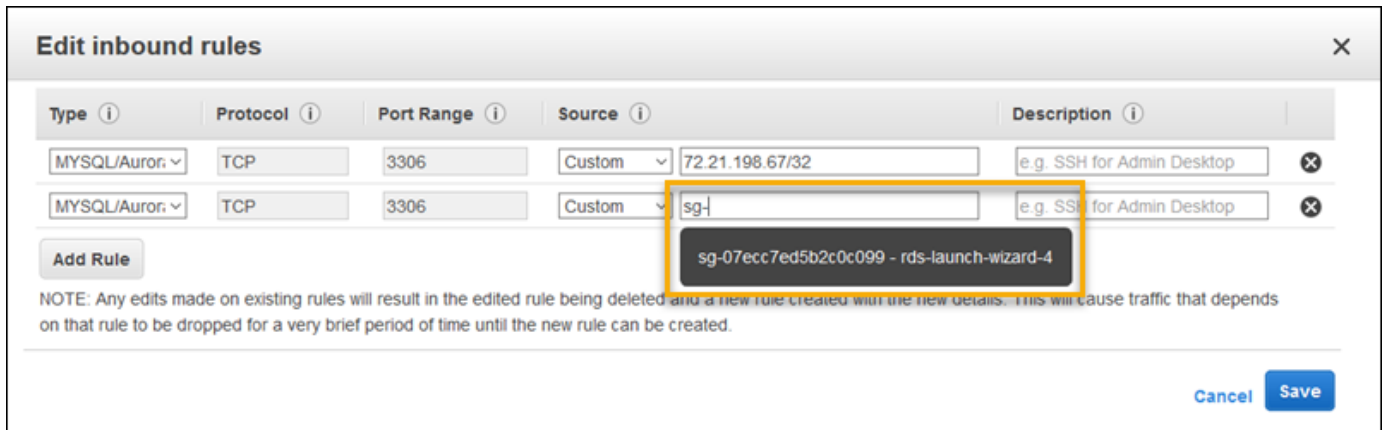 Edit inbound rules
Type Protocol Port Range Source Description
MYSQL/Auror TCP 3306 Custom 72.21.198.67/32 e.g. SSH for Admin Desktop
MYSQL/Auror TCP 3306 Custom sg- e.g. SSH for Admin Desktop
sg-07ecc7ed5b2c0c099 - rds-launch-wizard-4
Add Rule
NOTE: Any edits made on existing rules will result in the edited rule being deleted and a new rule created with the new details. This will cause traffic that depends
on that rule to be dropped for a very brief period of time until the new rule can be created.
Cancel Save